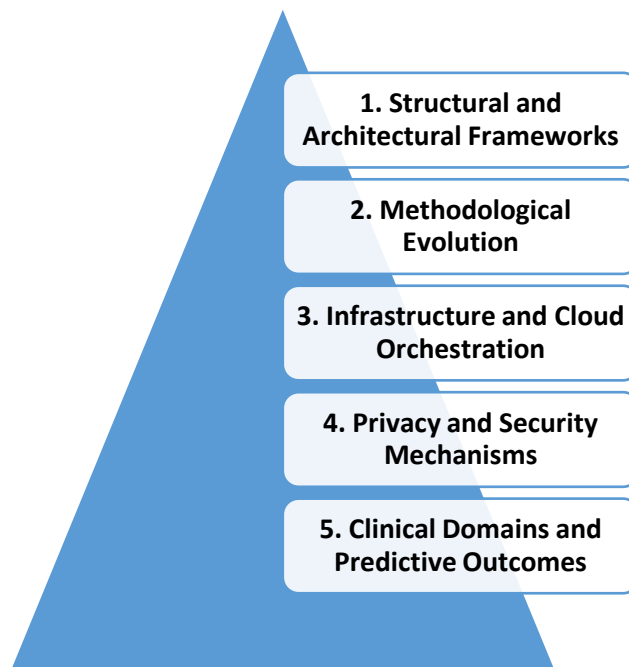 1. Structural and
Architectural Frameworks
2. Methodological
Evolution
3. Infrastructure and Cloud
Orchestration
4. Privacy and Security
Mechanisms
5. Clinical Domains and
Predictive Outcomes